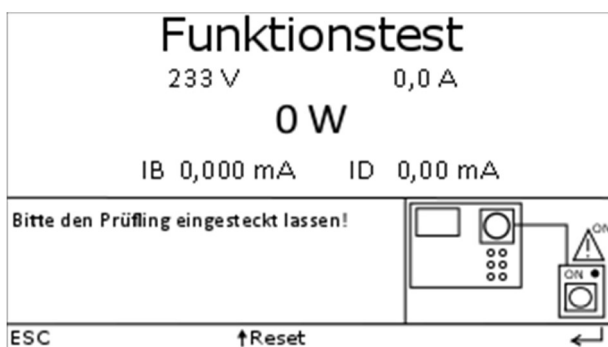 Funktionstest
233 V 0,0 A
0 W
IB 0,000 mA ID 0,00 mA
Bitte den Prüfling eingesteckt lassen!
ON
ON
ESC ↑Reset ↵